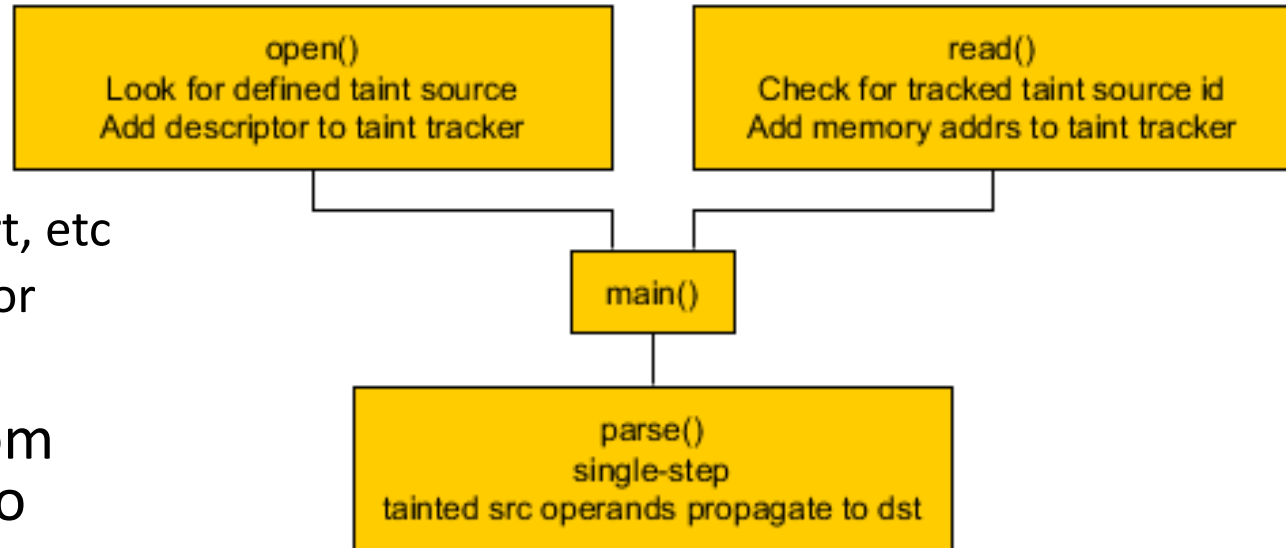 open()
Look for defined taint source
Add descriptor to taint tracker
read()
Check for tracked taint source id
Add memory addrs to taint tracker
etc
or
main()
parse()
single-step
tainted src operands propagate to dst